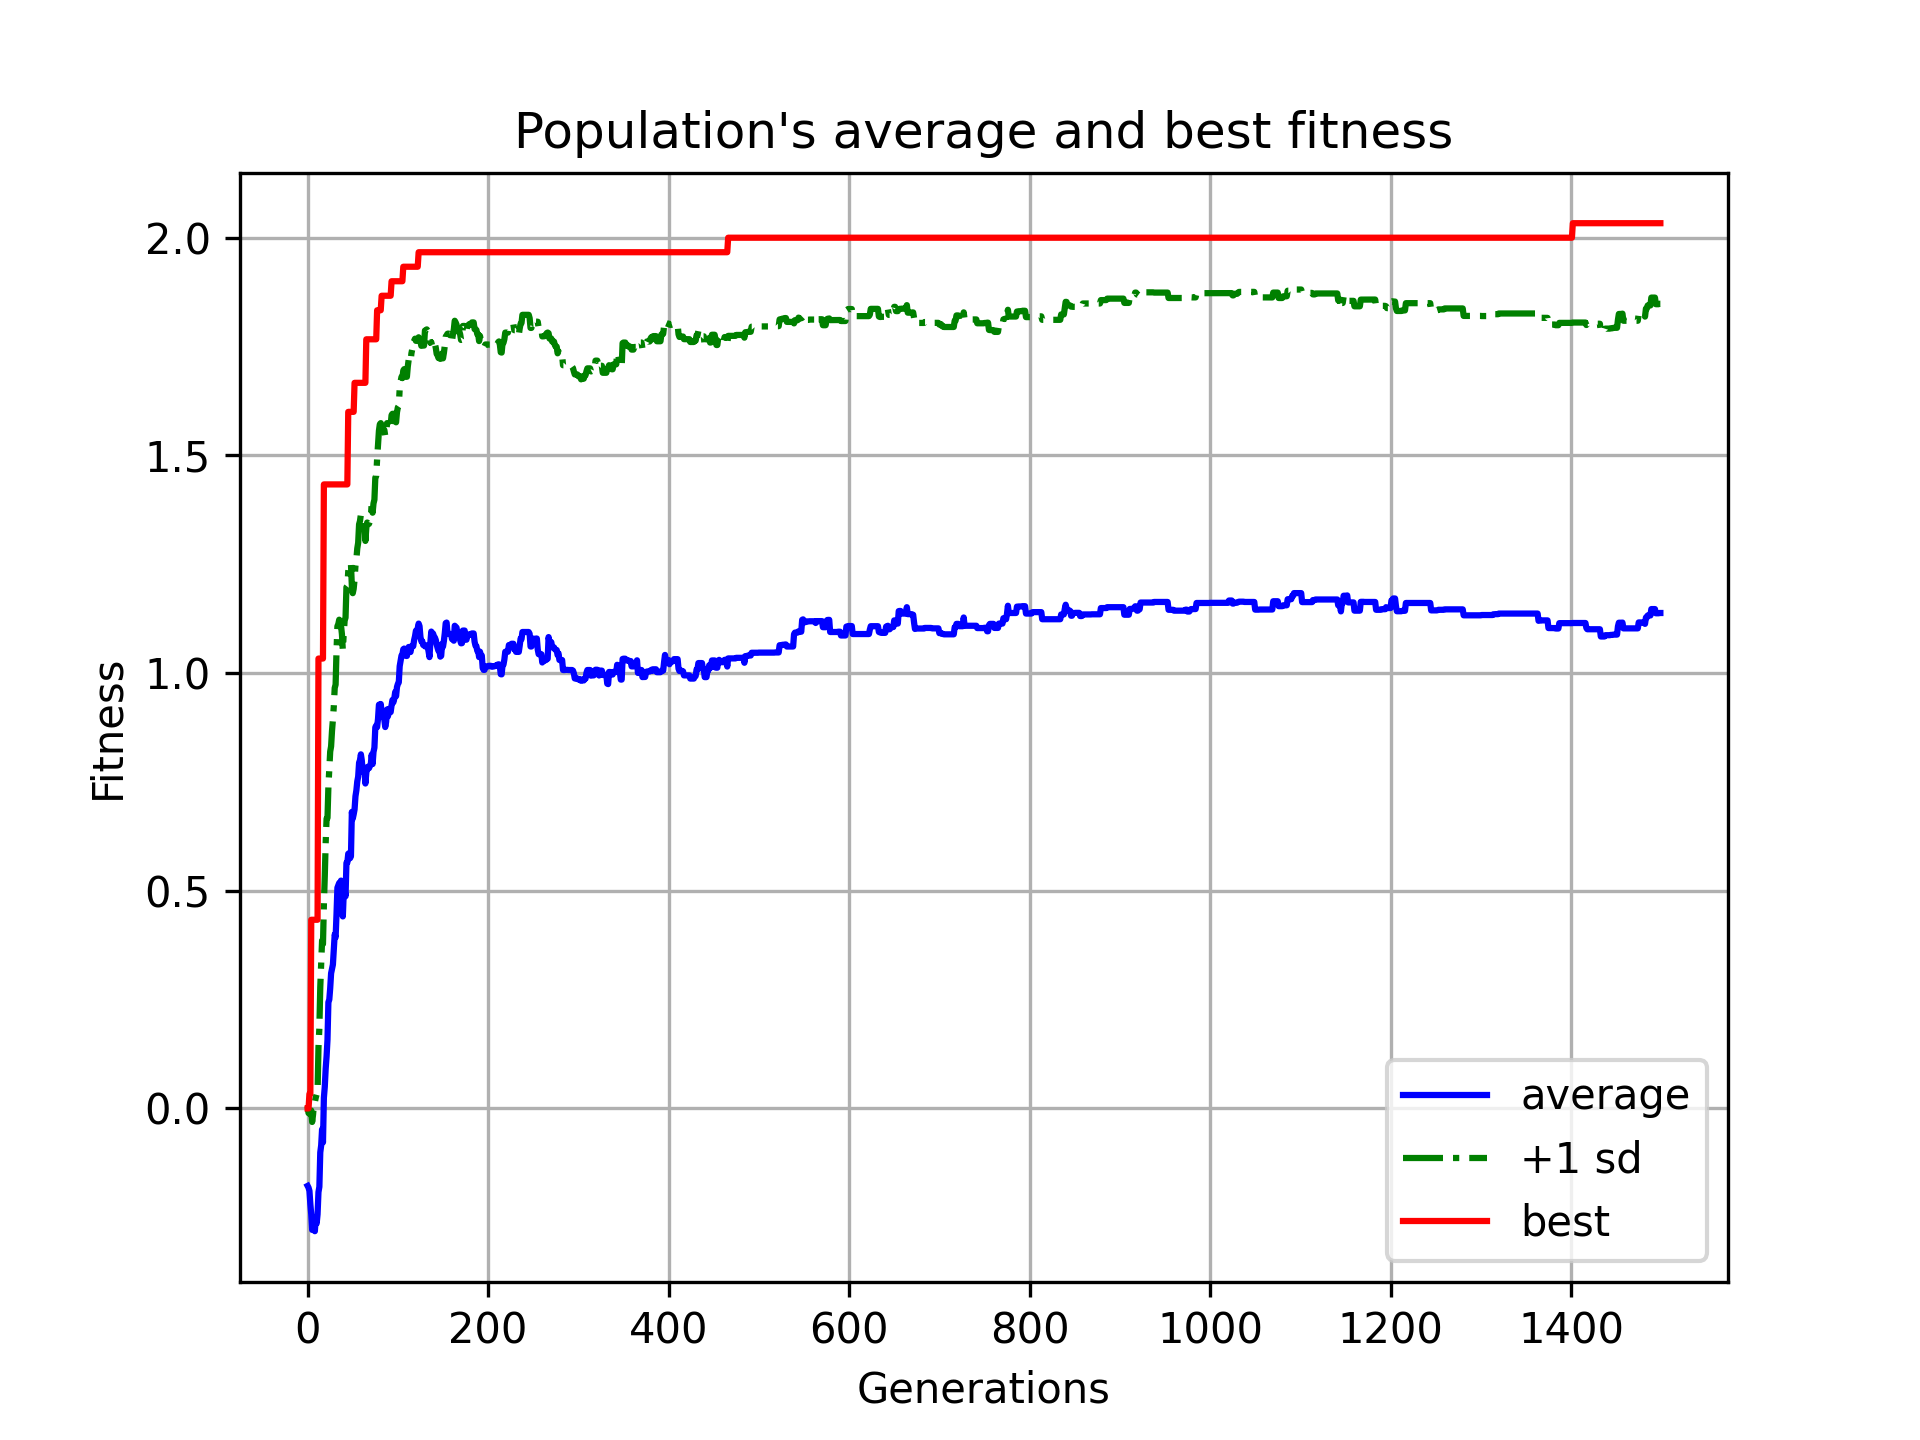 Population's average and best fitness
2.0
1.5
1.0
0.5
0.0
Fitness
0 200 400 600 800 1000 1200 1400
Generations
average
+1 sd
best